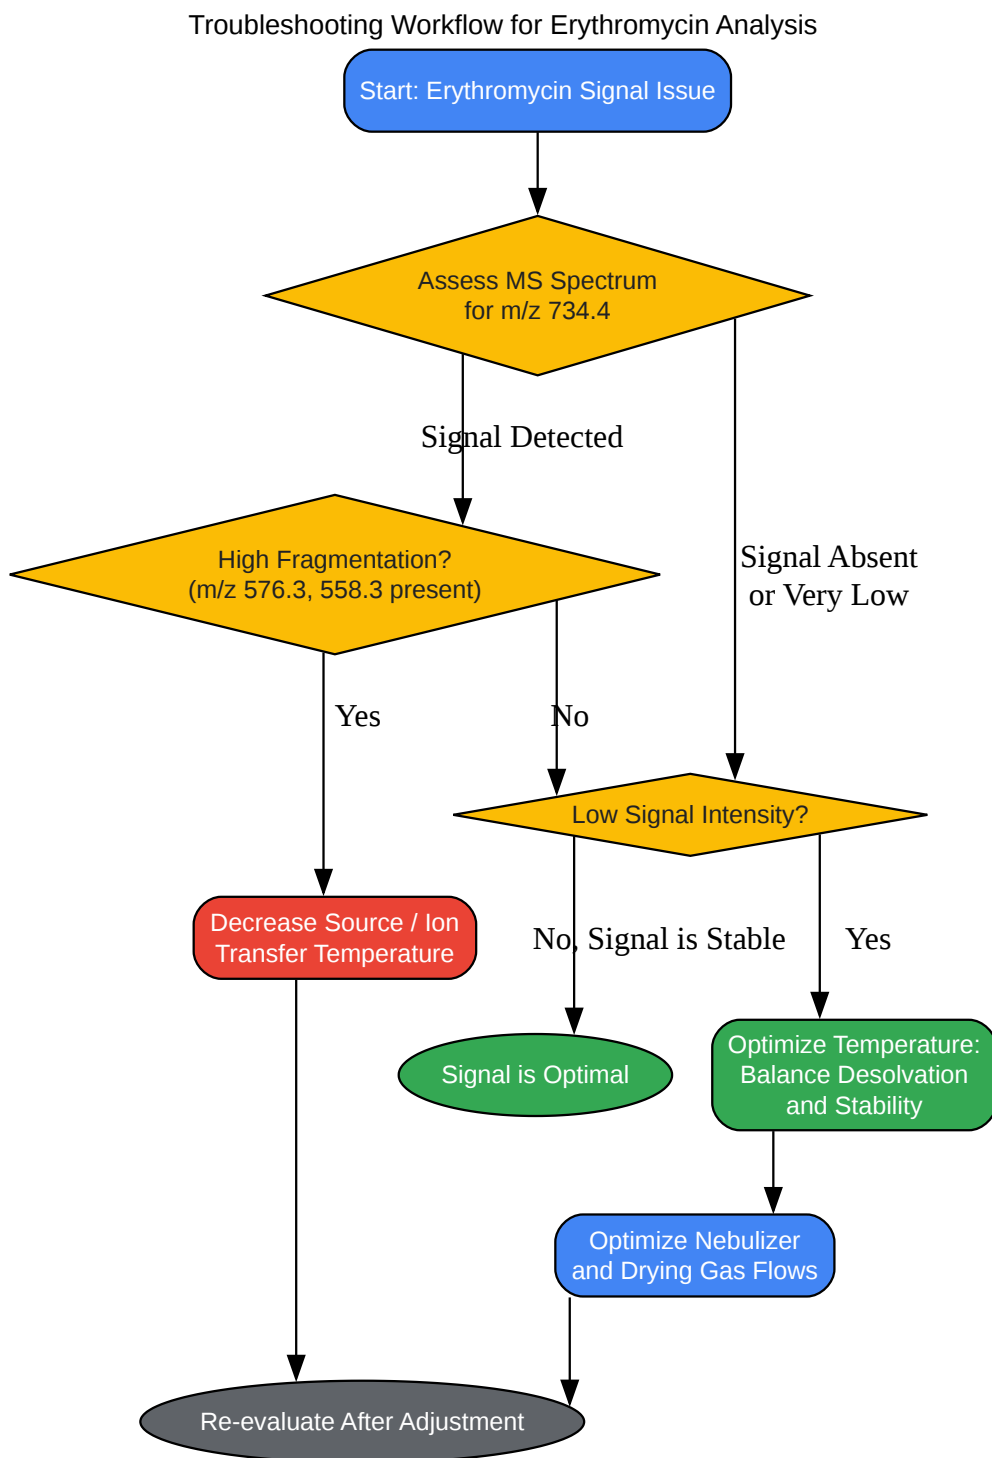 Troubleshooting Workflow for Erythromycin Analysis
Start: Erythromycin Signal Issue
Assess MS Spectrum
for m/z 734.4
Signal Detected
High Fragmentation?
(m/z 576.3, 558.3 present)
Signal Absent
or Very Low
Yes
No
Low Signal Intensity?
Decrease Source / Ion
Transfer Temperature
No, Signal is Stable
Yes
Signal is Optimal
Optimize Temperature:
Balance Desolvation
and Stability
Optimize Nebulizer
and Drying Gas Flows
Re-evaluate After Adjustment